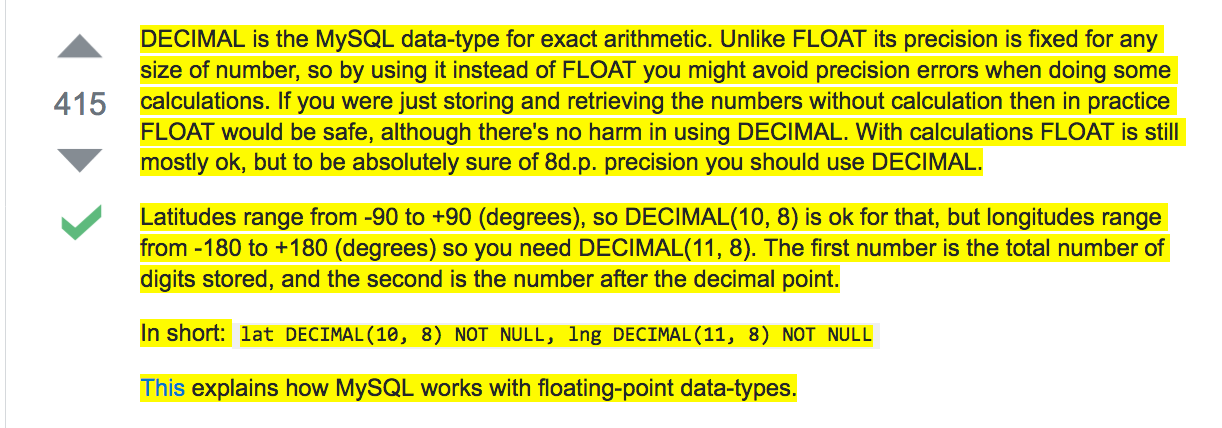 DECIMAL is the MySQL data-type for exact arithmetic. Unlike FLOAT its precision is fixed for any
size of number, so by using it instead of FLOAT you might avoid precision errors when doing some
415
calculations. If you were just storing and retrieving the numbers without calculation then in practice
FLOAT would be safe, although there's no harm in using DECIMAL. With calculations FLOAT is still
mostly ok, but to be absolutely sure of 8d.p. precision you should use DECIMAL.
Latitudes range from -90 to +90 (degrees), so DECIMAL(10, 8) is ok for that, but longitudes range
from -180 to +180 (degrees) so you need DECIMAL(11, 8). The first number is the total number of
digits stored, and the second is the number after the decimal point.
In short: lat DECIMAL(10, 8) NOT NULL, lng DECIMAL(11, 8) NOT NULL
This explains how MySQL works with floating-point data-types.